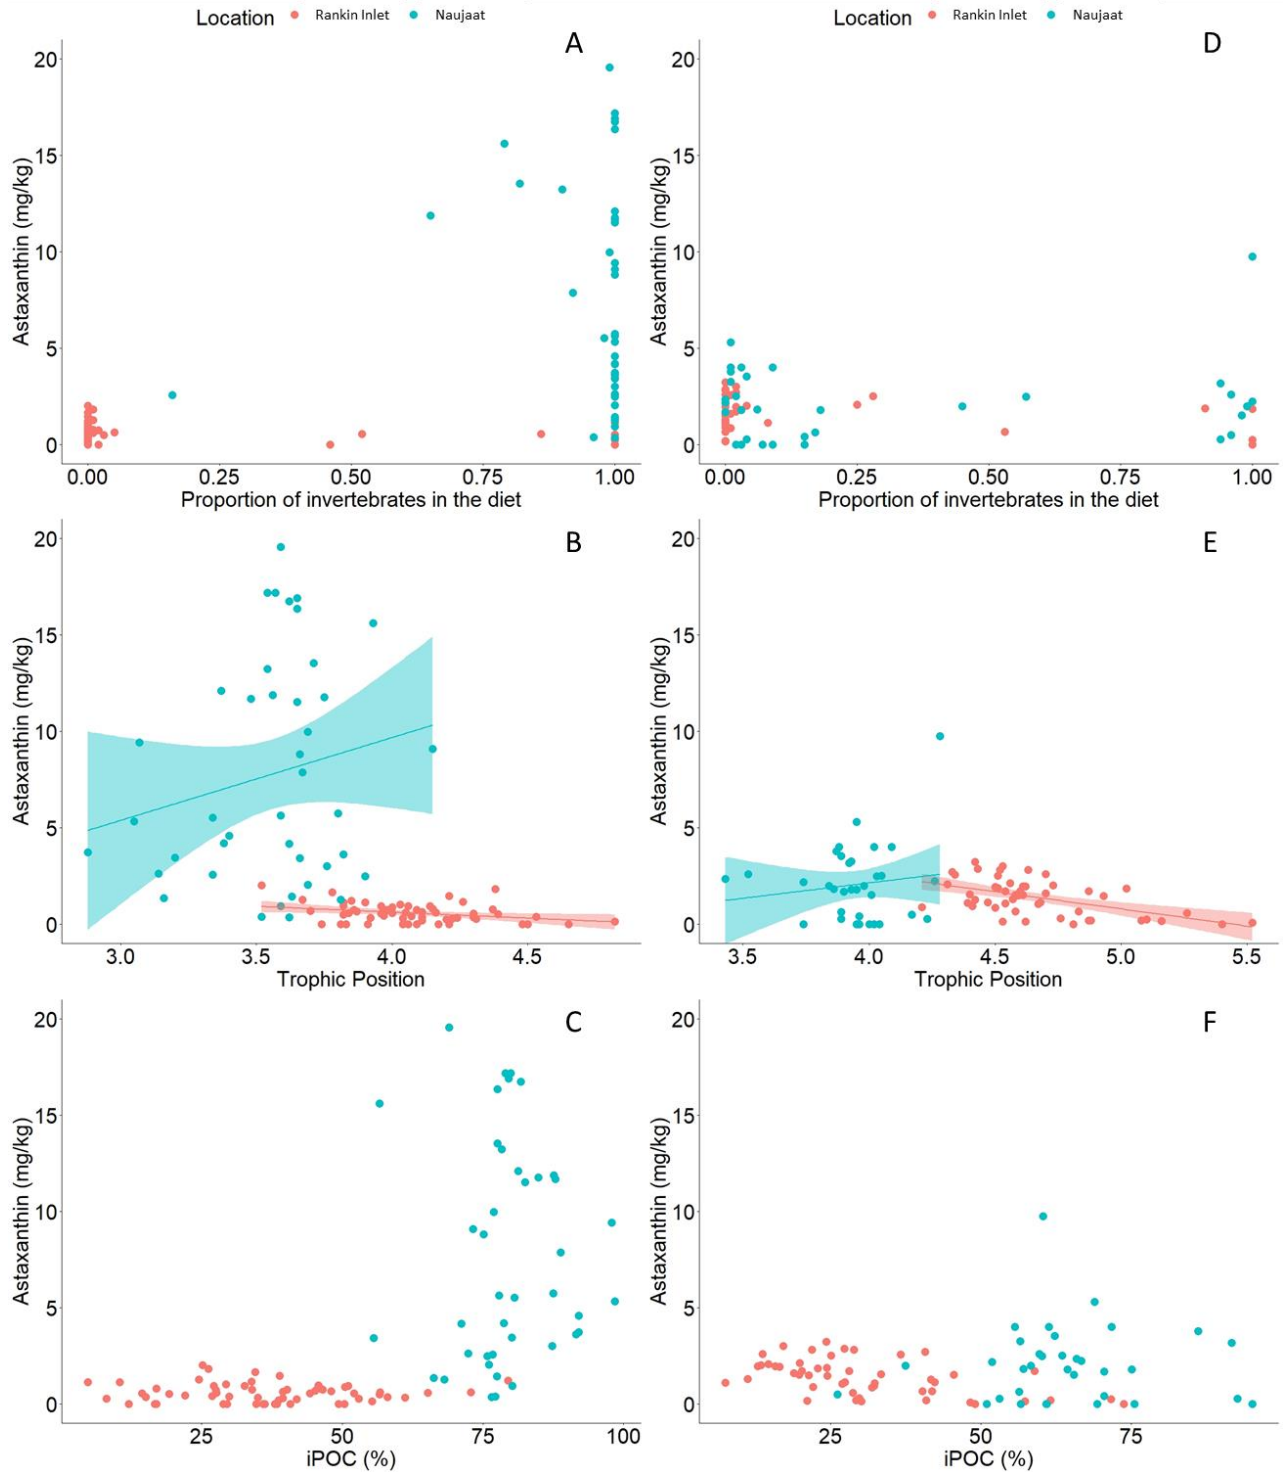 Location Rankin Inlet Naujaat
A
20
15
10
5
0
Astaxanthin (mg/kg)
0.00 0.25 0.50 0.75 1.00
Proportion of invertebrates in the diet
Location Rankin Inlet Naujaat
D
20
15
10
5
0
Astaxanthin (mg/kg)
0.00 0.25 0.50 0.75 1.00
Proportion of invertebrates in the diet
B
20
15
10
5
0
Astaxanthin (mg/kg)
3.0 3.5 4.0 4.5
Trophic Position
E
20
15
10
5
0
Astaxanthin (mg/kg)
3.5 4.0 4.5 5.0 5.5
Trophic Position
C
20
15
10
5
0
Astaxanthin (mg/kg)
25 50 75 100
iPOC (%)
F
20
15
10
5
0
Astaxanthin (mg/kg)
25 50 75
iPOC (%)